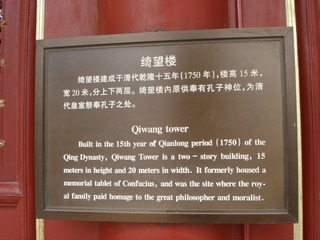 绮望楼
绮望楼建成于清代乾隆十五年(1750年),楼高15米,
宽20米,分上下两层。绮望楼内原供奉有孔子神位,为清
代皇室祭奉孔子之处。
Qiwang tower
Built in the 15th year of Qianlong period (1750) of the
Qing Dynasty, Qiwang Tower is a two-story building, 15
meters in height and 20 meters in width. It formerly housed a
memorial tablet of Confucius, and was the site where the roy-
al family paid homage to the great philosopher and moralist.